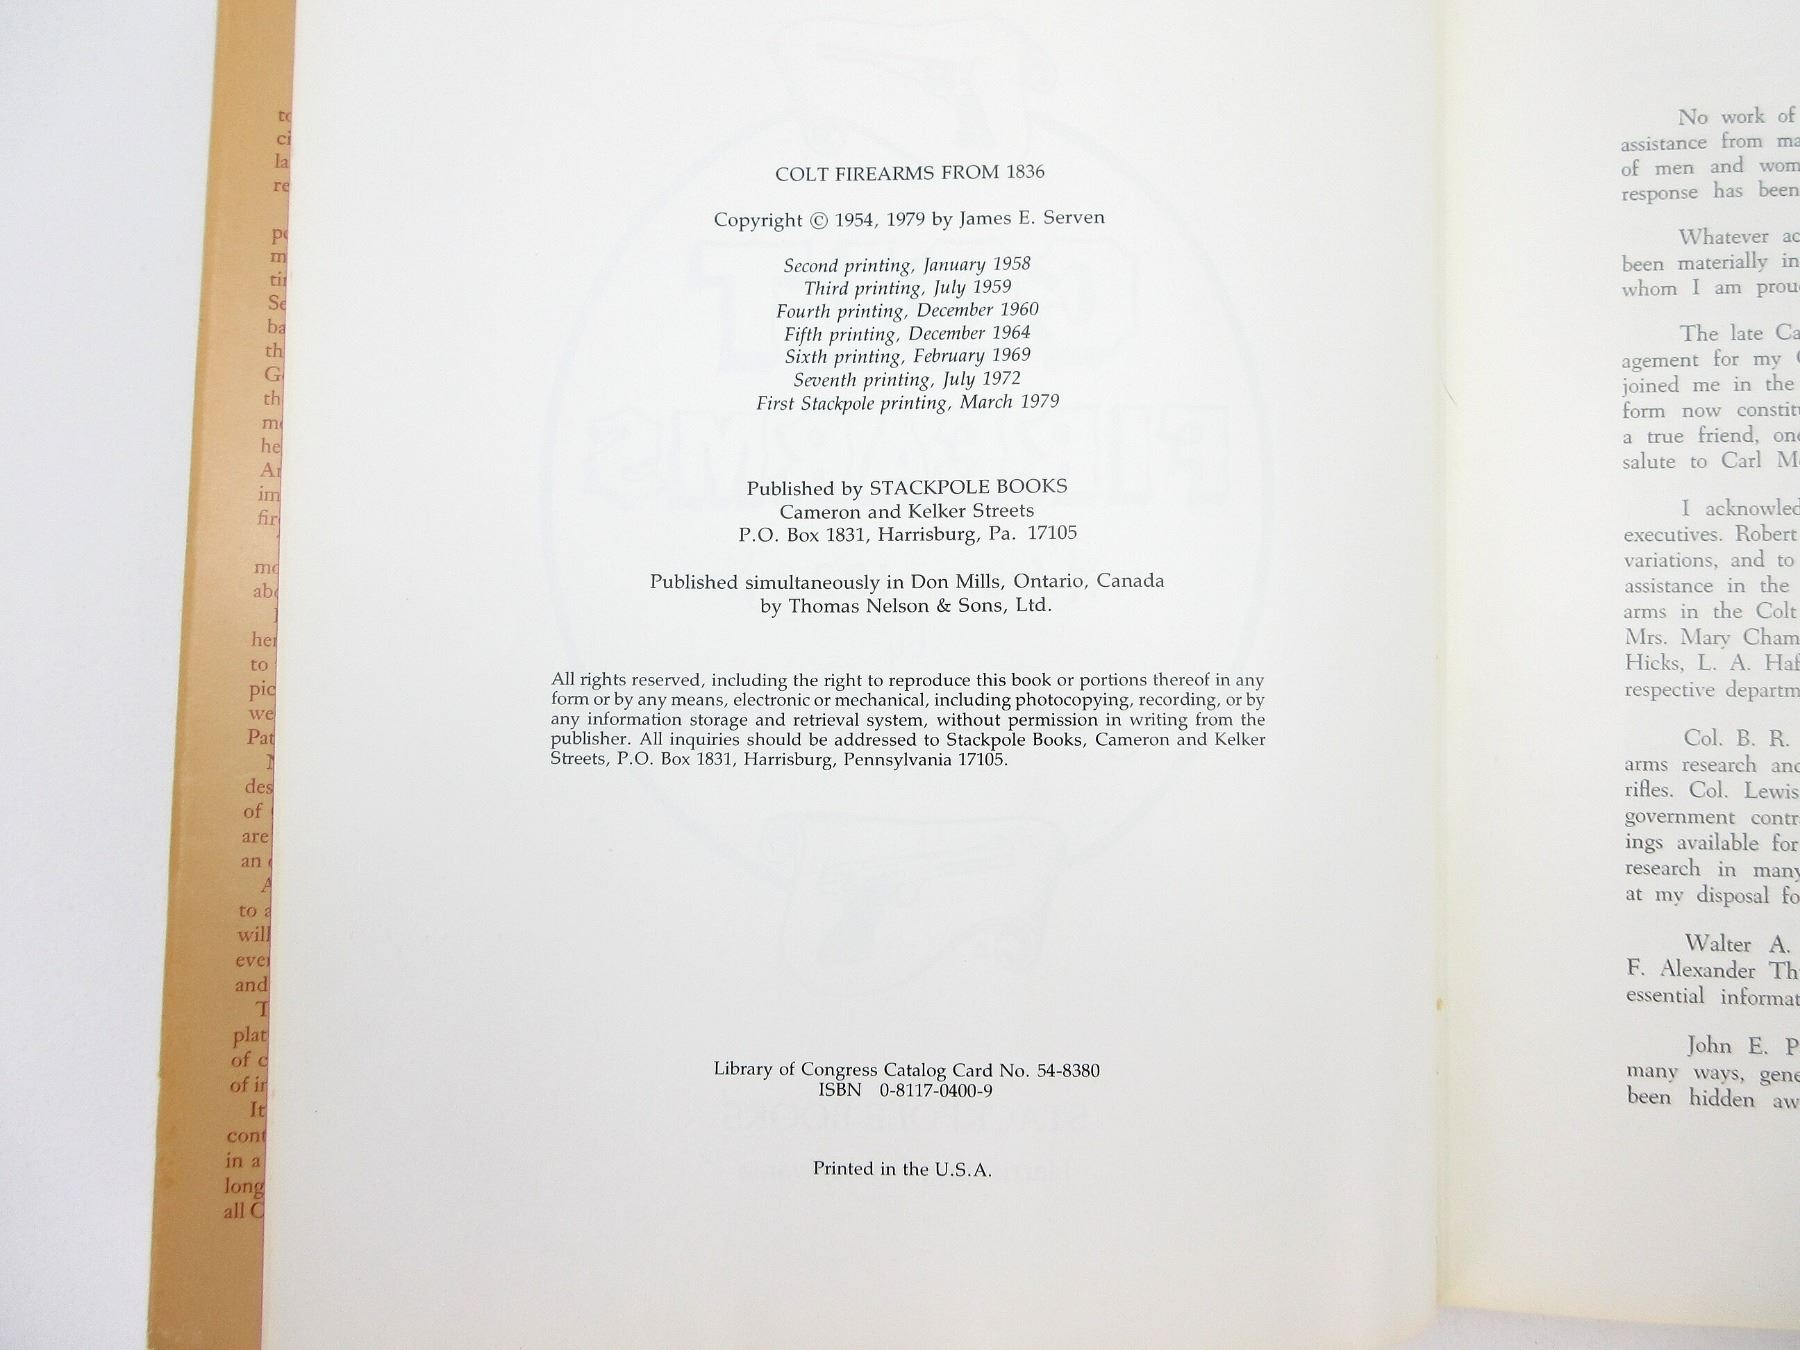 COLT FIREARMS FROM 1836
Copyright © 1954, 1979 by James E. Serven
Second printing, January 1958
Third printing, July 1959
Fourth printing, December 1960
Fifth printing, December 1964
Sixth printing, February 1969
Seventh printing, July 1972
First Stackpole printing, March 1979
Published by STACKPOLE BOOKS
Cameron and Kelker Streets
P.O. Box 1831, Harrisburg, Pa. 17105
Published simultaneously in Don Mills, Ontario, Canada
by Thomas Nelson & Sons, Ltd.
All rights reserved, including the right to reproduce this book or portions thereof in any
form or by any means, electronic or mechanical, including photocopying, recording, or by
any information storage and retrieval system, without permission in writing from the
publisher. All inquiries should be addressed to Stackpole Books, Cameron and Kelker
Streets, P.O. Box 1831, Harrisburg, Pennsylvania 17105.
Library of Congress Catalog Card No. 54-8380
ISBN 0-8117-0400-9
Printed in the U.S.A.
No work of
assistance from
of men and
response has been
Whatever
been materially in
whom I am
The late
agement for my
joined me in the
form now
a true friend,
salute to Carl
I
executives. Robert
variations, and to
assistance in the
arms in the Colt
Mrs. Mary
Hicks, L. A.
respective
Col. B. R.
arms research
rifles. Col. Lewis
government
ings available for
research in many
at my disposal
Walter A.
F. Alexander
essential
John E.
many ways,
been hidden